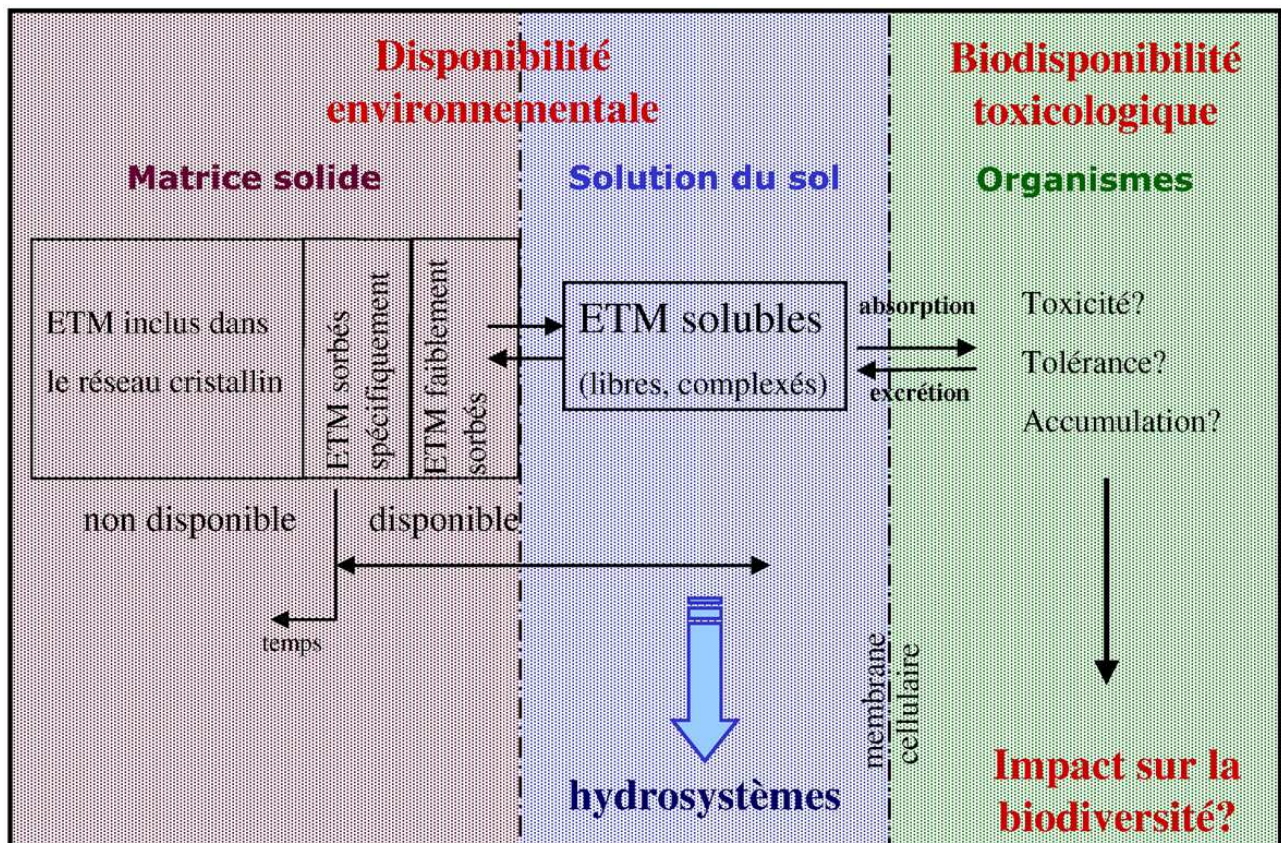 Disponibilité
environnementale
Biodisponibilité
toxicologique
Matrice solide
Solution du sol
Organismes
ETM inclus dans
le réseau cristallin
ETM sorbés
spécifiquement
ETM faiblement
sorbés
ETM solubles
(libres, complexés)
absorption
excrétion
Toxicité?
Tolérance?
Accumulation?
non disponible
disponible
temps
membrane
cellulaire
hydrosystèmes
Impact sur la
biodiversité?